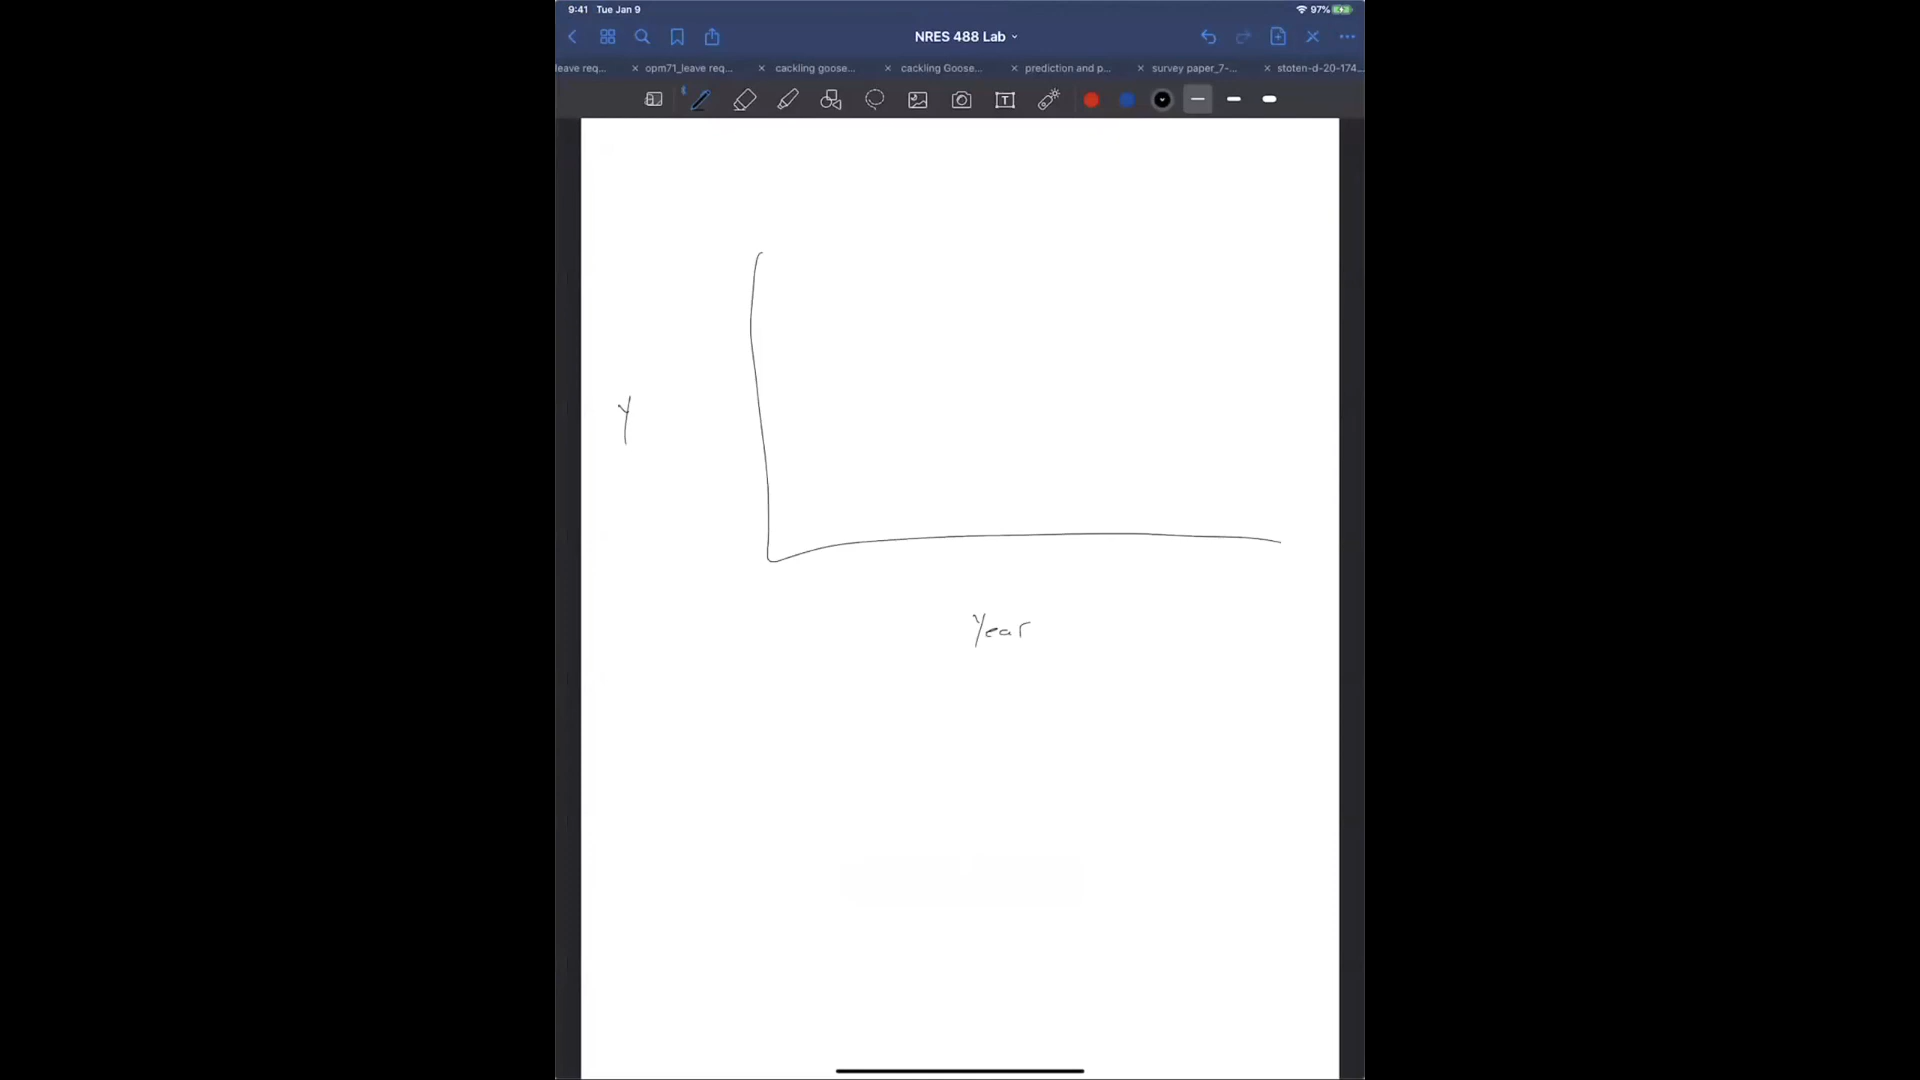 9:41 Tue Jan 9 97%
NRES 488 Lab
leave req... opm71_leave req... cackling goose... cackling Goose... prediction and p... survey paper_7-... stoten-d-20-174...
Y
Year